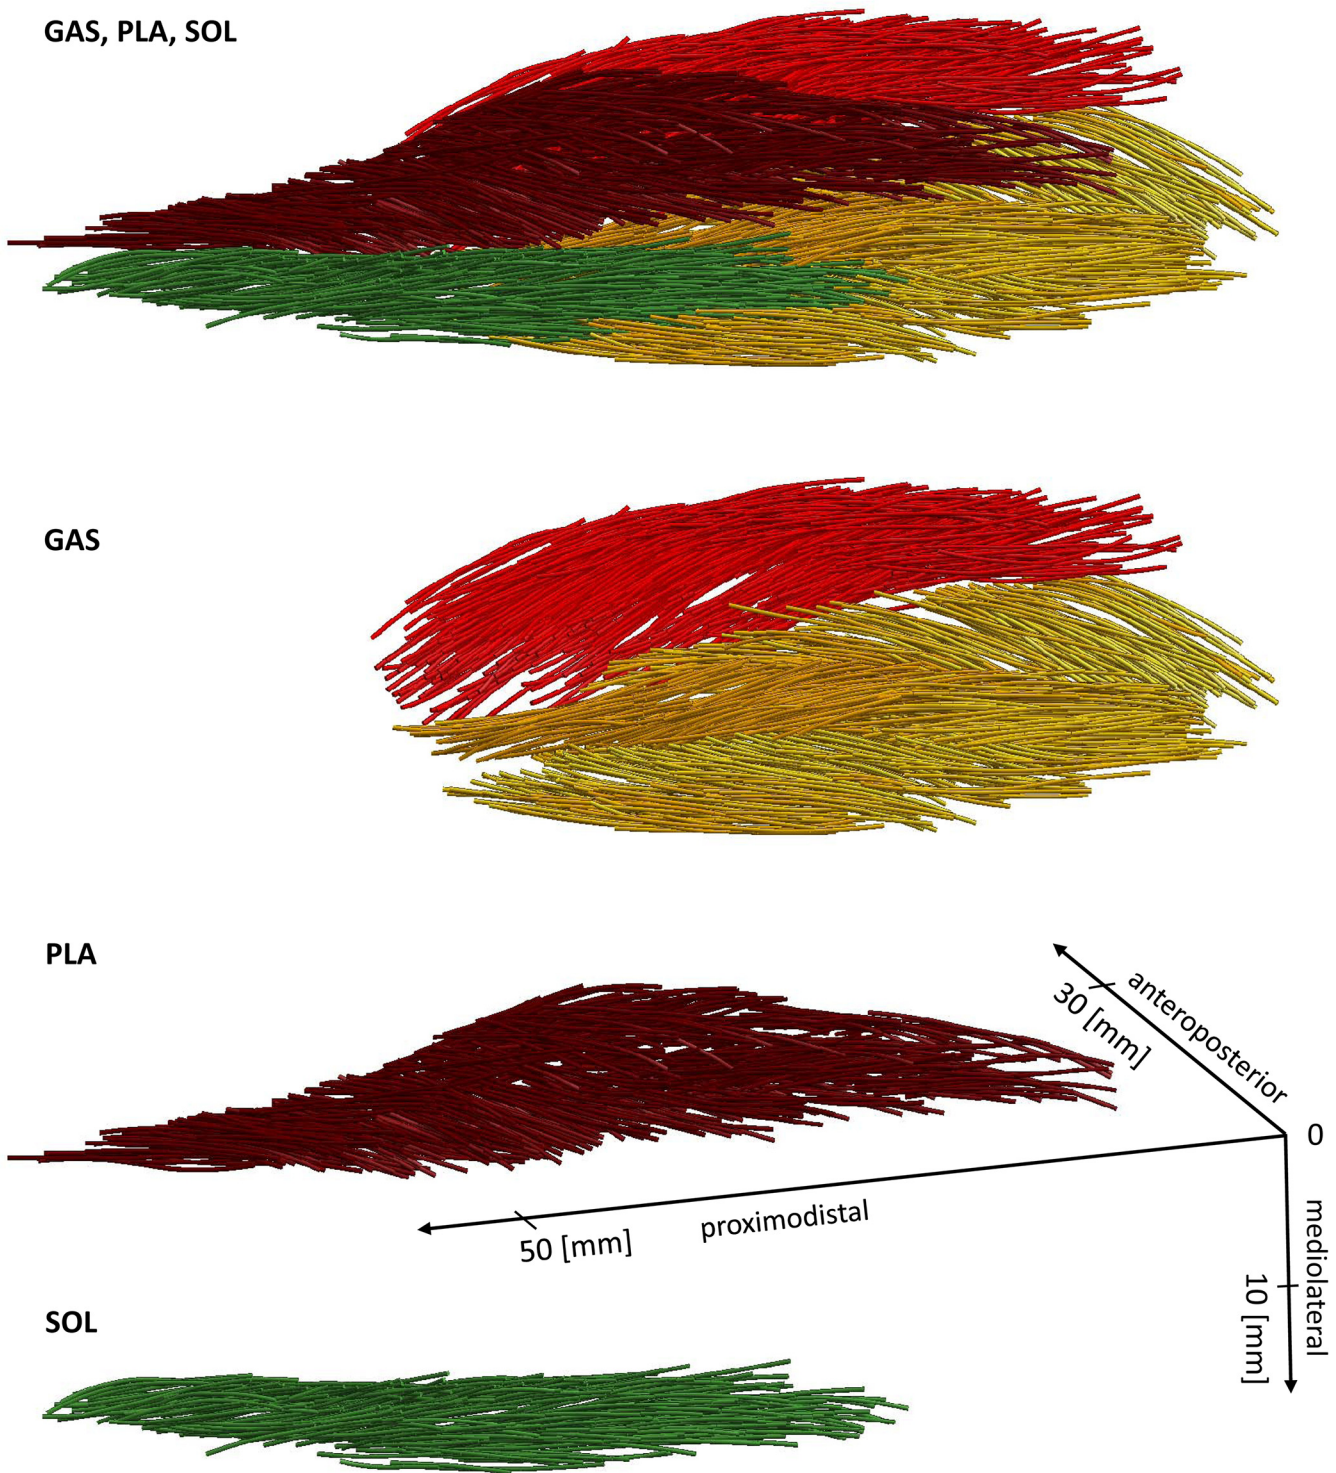 GAS, PLA, SOL
GAS
PLA
anteroposterior
30 [mm]
0
proximodistal
50 [mm]
mediolateral
10 [mm]
SOL